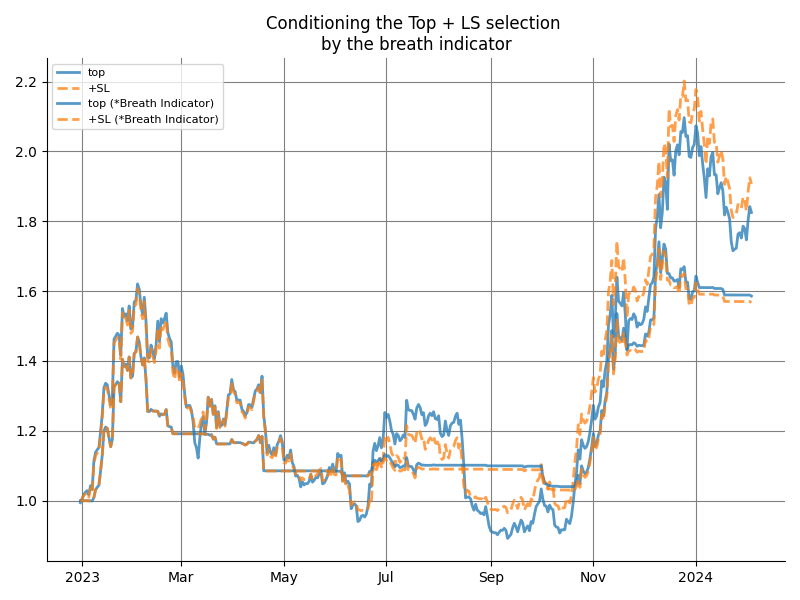 Conditioning the Top + LS selection
by the breath indicator
top
+SL
top (*Breath Indicator)
+SL (*Breath Indicator)
2.2
2.0
1.8
1.6
1.4
1.2
1.0
2023 Mar May Jul Sep Nov 2024